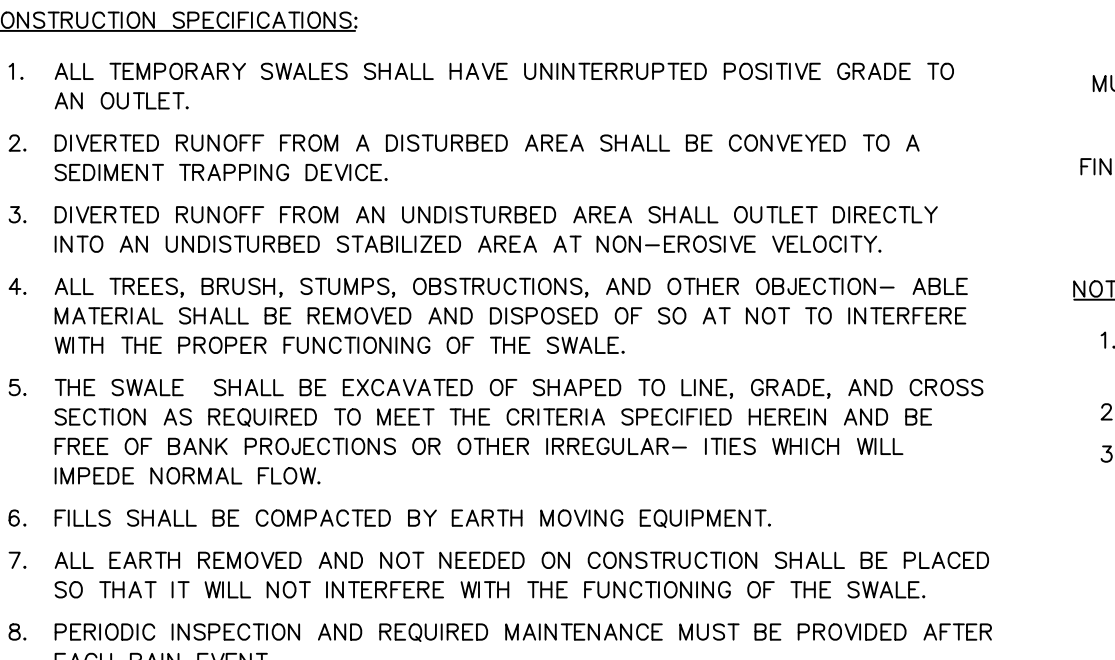 ONSTRUCTION SPECIFICATIONS:
1. ALL TEMPORARY SWALES SHALL HAVE UNINTERRUPTED POSITIVE GRADE TO
AN OUTLET.
2. DIVERTED RUNOFF FROM A DISTURBED AREA SHALL BE CONVEYED TO A
SEDIMENT TRAPPING DEVICE.
3. DIVERTED RUNOFF FROM AN UNDISTURBED AREA SHALL OUTLET DIRECTLY
INTO AN UNDISTURBED STABILIZED AREA AT NON-EROSIVE VELOCITY.
4. ALL TREES, BRUSH, STUMPS, OBSTRUCTIONS, AND OTHER OBJECTION- ABLE
MATERIAL SHALL BE REMOVED AND DISPOSED OF SO AT NOT TO INTERFERE
WITH THE PROPER FUNCTIONING OF THE SWALE.
5. THE SWALE SHALL BE EXCAVATED OF SHAPED TO LINE, GRADE, AND CROSS
SECTION AS REQUIRED TO MEET THE CRITERIA SPECIFIED HEREIN AND BE
FREE OF BANK PROJECTIONS OR OTHER IRREGULAR- ITIES WHICH WILL
IMPEDE NORMAL FLOW.
6. FILLS SHALL BE COMPACTED BY EARTH MOVING EQUIPMENT.
7. ALL EARTH REMOVED AND NOT NEEDED ON CONSTRUCTION SHALL BE PLACED
SO THAT IT WILL NOT INTERFERE WITH THE FUNCTIONING OF THE SWALE.
8. PERIODIC INSPECTION AND REQUIRED MAINTENANCE MUST BE PROVIDED AFTER
EACH RAIN EVENT
MU
FIN
NOT
1.
2
3